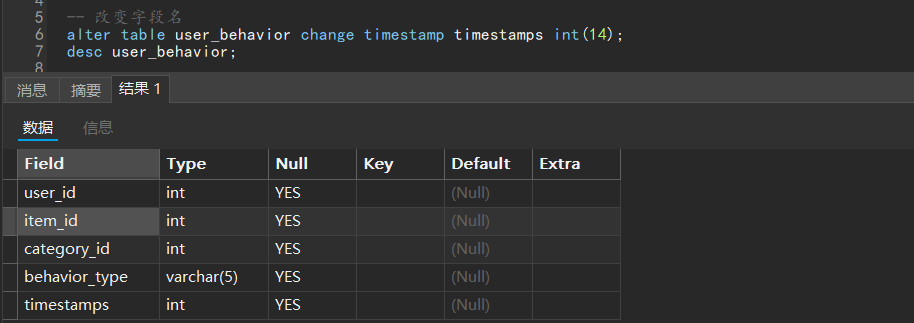 5 -- 改变字段名
6 alter table user_behavior change timestamp timestamps int(14);
7 desc user_behavior;
8
消息 摘要 结果 1
数据 信息
Field Type Null Key Default Extra
user_id int YES (Null)
item_id int YES (Null)
category_id int YES (Null)
behavior_type varchar(5) YES (Null)
timestamps int YES (Null)